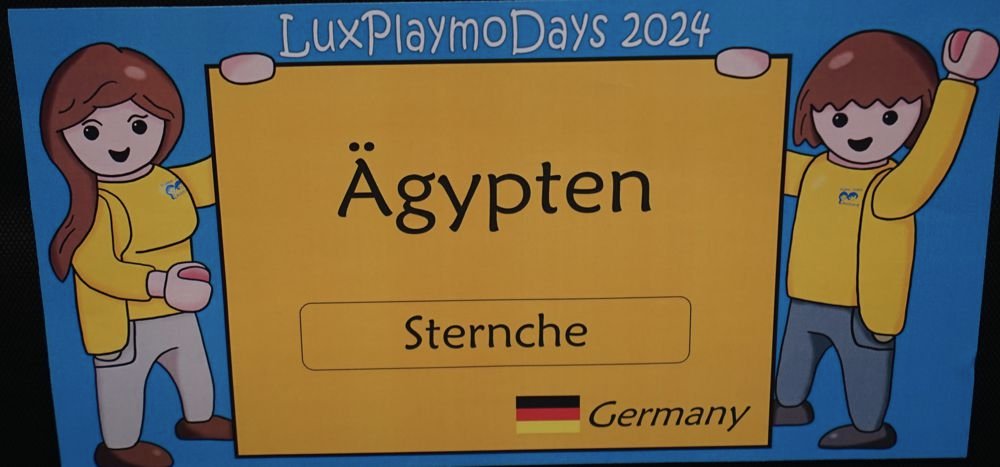 LuxPlaymoDays 2024
Ägypten
Sternche
Germany